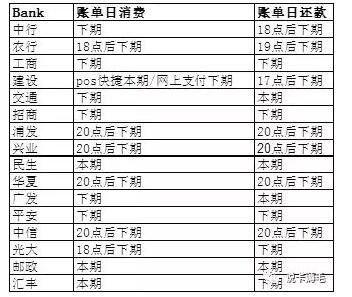 Bank 账单日消费 账单日还款
中行 下期 18点后下期
农行 18点后下期 19点后下期
工商 下期 下期
建设 pos快捷本期/网上支付下期 17点后下期
交通 下期 本期
招商 下期 下期
浦发 20点后下期 20点后下期
兴业 20点后下期 20点后下期
民生 本期 本期
华夏 20点后下期 20点后下期
广发 下期 本期
平安 下期 下期
中信 20点后下期 20点后下期
光大 18点后下期 下期
邮政 本期 本期
汇丰 本期 下期